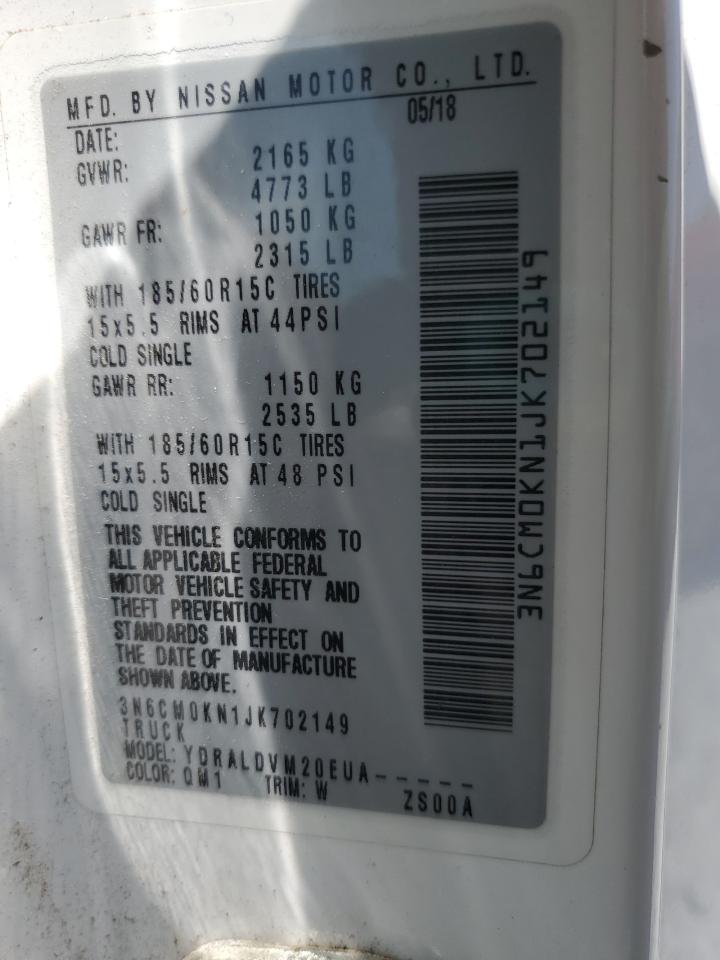 MFD. BY NISSAN MOTOR CO., LTD.
DATE: 05/18
GVWR: 2165 KG
4773 LB
GAWR FR: 1050 KG
2315 LB
WITH 185/60R15C TIRES
15x5.5 RIMS AT 44PSI
COLD SINGLE
GAWR RR: 1150 KG
2535 LB
WITH 185/60R15C TIRES
15x5.5 RIMS AT 48 PSI
COLD SINGLE
THIS VEHICLE CONFORMS TO
ALL APPLICABLE FEDERAL
MOTOR VEHICLE SAFETY AND
THEFT PREVENTION
STANDARDS IN EFFECT ON
THE DATE OF MANUFACTURE
SHOWN ABOVE.
3N6CM0KN1JK702149
TRUCK
MODEL: YDRALDVM20EUA-----
COLOR: QM1 TRIM: W ZS00A
3N6CM0KN1JK702149